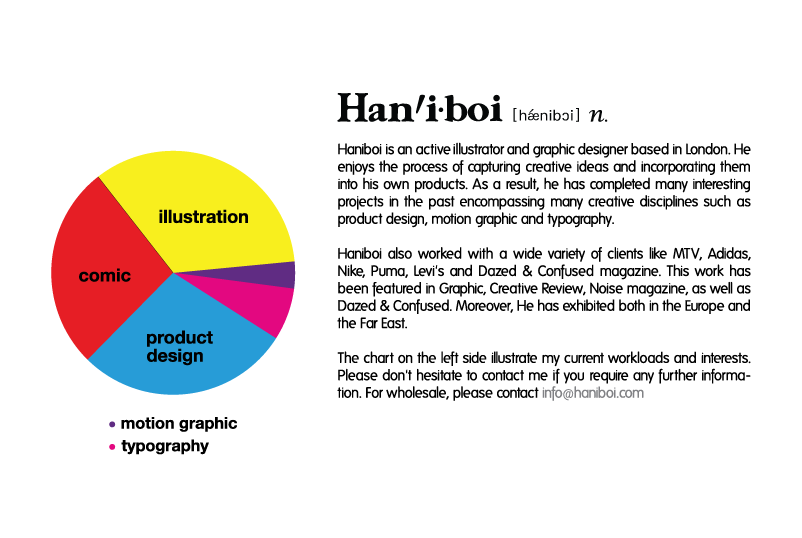 Han′i·boi [hǽnibɔi] n.
Haniboi is an active illustrator and graphic designer based in London. He
enjoys the process of capturing creative ideas and incorporating them
into his own products. As a result, he has completed many interesting
projects in the past encompassing many creative disciplines such as
product design, motion graphic and typography.
Haniboi also worked with a wide variety of clients like MTV, Adidas,
Nike, Puma, Levi's and Dazed & Confused magazine. This work has
been featured in Graphic, Creative Review, Noise magazine, as well as
Dazed & Confused. Moreover, He has exhibited both in the Europe and
the Far East.
The chart on the left side illustrate my current workloads and interests.
Please don't hesitate to contact me if you require any further informa-
tion. For wholesale, please contact info@haniboi.com
illustration
comic
product
design
motion graphic
typography